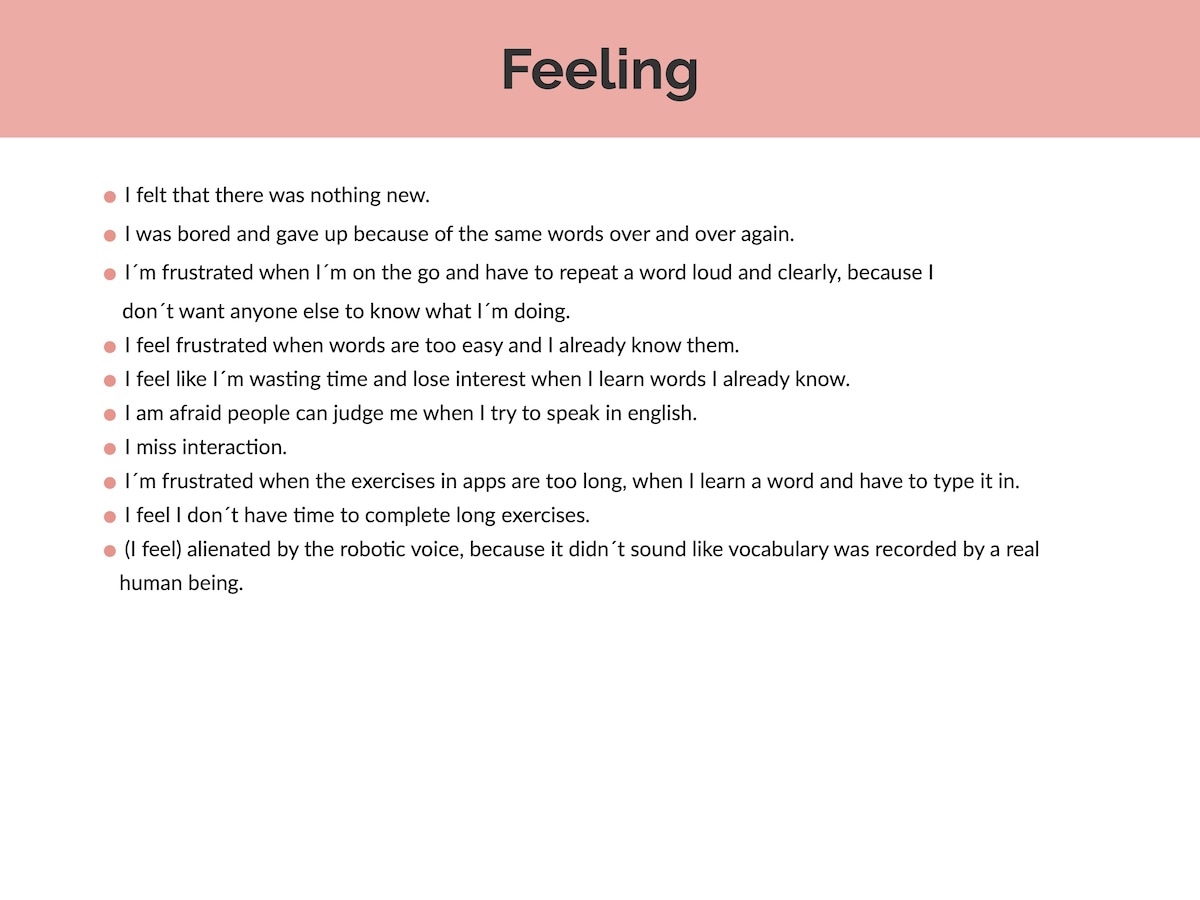 Feeling
● I felt that there was nothing new.
● I was bored and gave up because of the same words over and over again.
● I´m frustrated when I´m on the go and have to repeat a word loud and clearly, because I
don´t want anyone else to know what I´m doing.
● I feel frustrated when words are too easy and I already know them.
● I feel like I´m wasting time and lose interest when I learn words I already know.
● I am afraid people can judge me when I try to speak in english.
● I miss interaction.
● I´m frustrated when the exercises in apps are too long, when I learn a word and have to type it in.
● I feel I don´t have time to complete long exercises.
● (I feel) alienated by the robotic voice, because it didn´t sound like vocabulary was recorded by a real
human being.